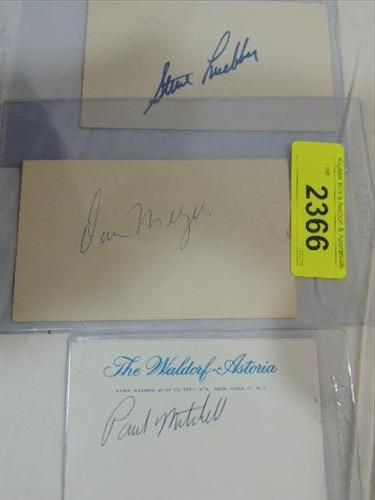 Steve Luebber
Dan Meyer
2366
The Waldorf-Astoria
Paul Mitchell